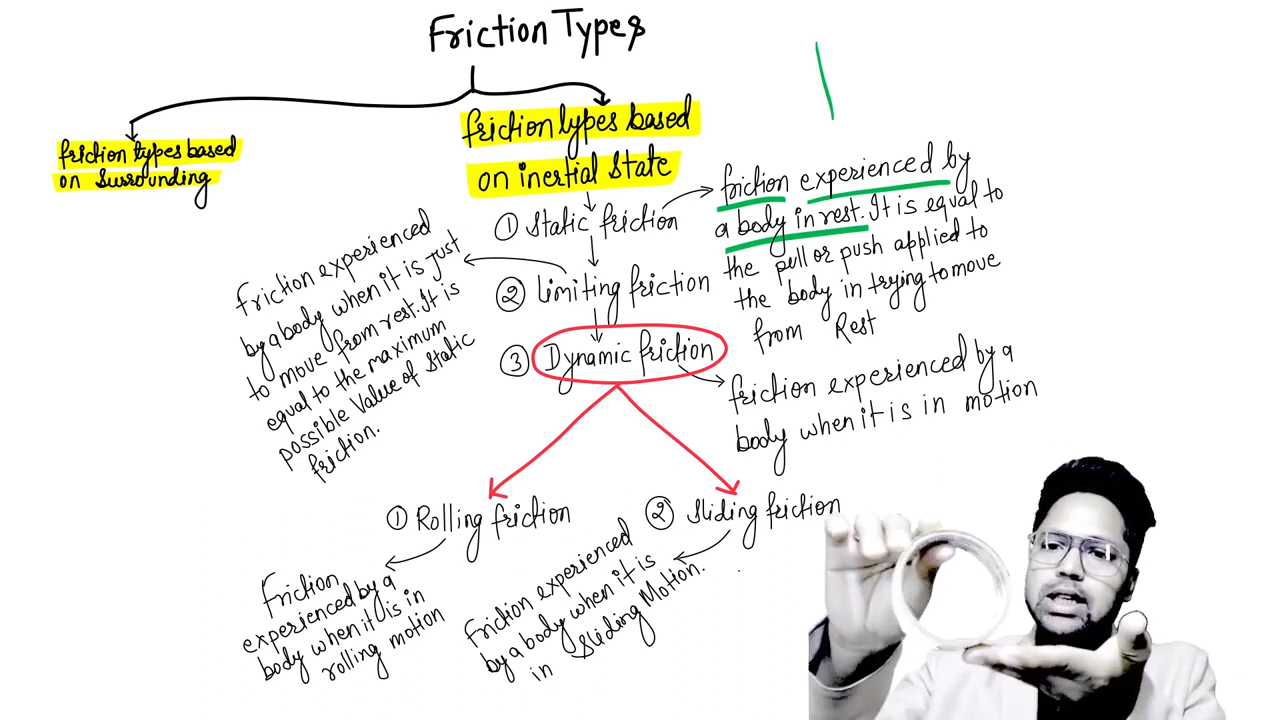 Friction Types
friction types based
on Surrounding
friction types based
on inertial State
① Static friction
friction experienced by
a body in rest. It is equal to
the pull or push applied to
the body in trying to move
from Rest
② limiting friction
Friction experienced
by a body when it is just
to move from rest. It is
equal to the maximum
possible Value of Static
friction.
③ Dynamic friction
friction experienced by a
body when it is in motion
① Rolling friction
Friction
experienced by a
body when it is in
rolling motion
② Sliding friction
Friction experienced
by a body when it is
in Sliding Motion.